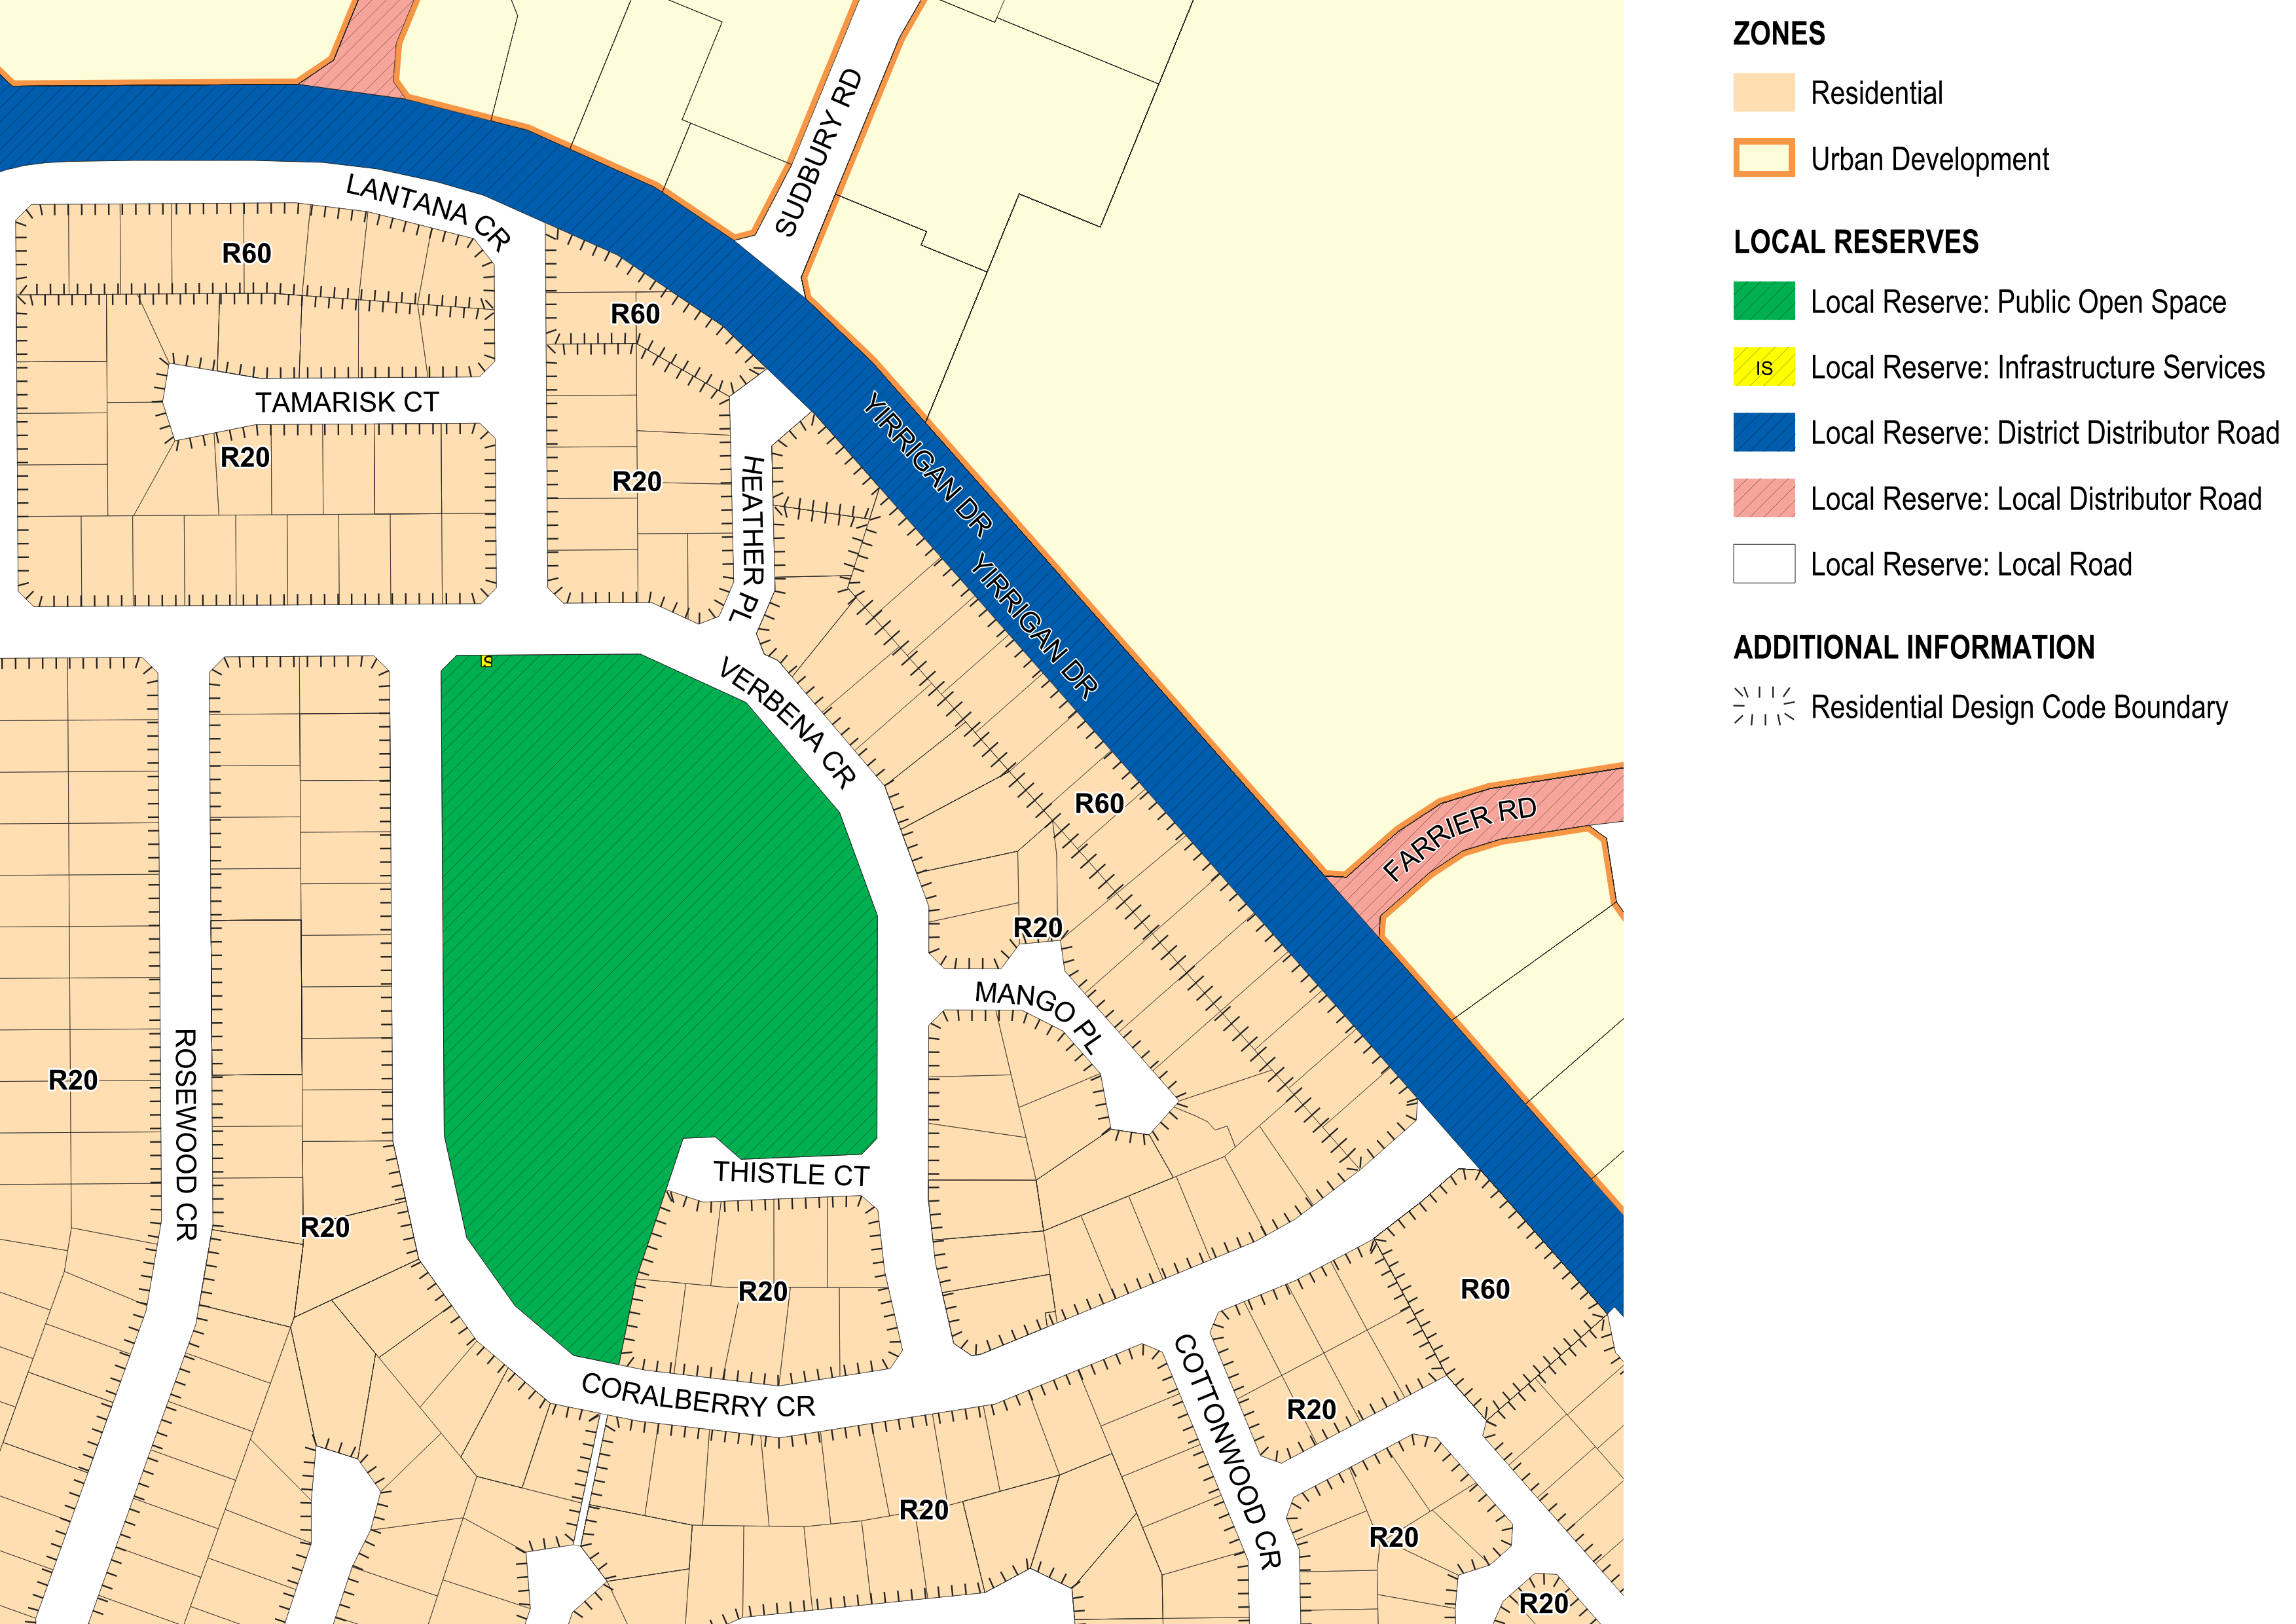 SUDBURY RD
LANTANA CR
R60
R60
TAMARISK CT
R20
R20
HEATHER PL
YIRRIGAN DR
YIRRIGAN DR
IS
VERBENA CR
R60
FARRIER RD
R20
MANGO PL
ROSEWOOD CR
R20
THISTLE CT
R20
R20
R60
CORALBERRY CR
COTTONWOOD CR
R20
R20
R20
R20
ZONES
Residential
Urban Development
LOCAL RESERVES
Local Reserve: Public Open Space
IS
Local Reserve: Infrastructure Services
Local Reserve: District Distributor Road
Local Reserve: Local Distributor Road
Local Reserve: Local Road
ADDITIONAL INFORMATION
Residential Design Code Boundary